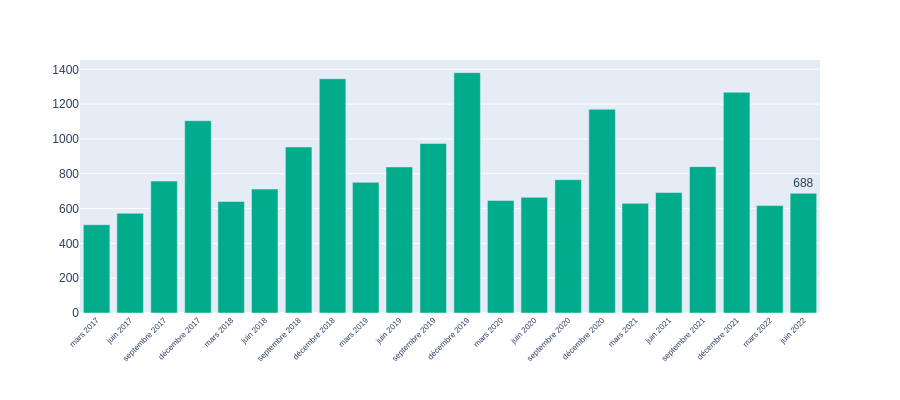 1400
1200
1000
800
600
400
200
0
688
mars 2017
juin 2017
septembre 2017
décembre 2017
mars 2018
juin 2018
septembre 2018
décembre 2018
mars 2019
juin 2019
septembre 2019
décembre 2019
mars 2020
juin 2020
septembre 2020
décembre 2020
mars 2021
juin 2021
septembre 2021
décembre 2021
mars 2022
juin 2022